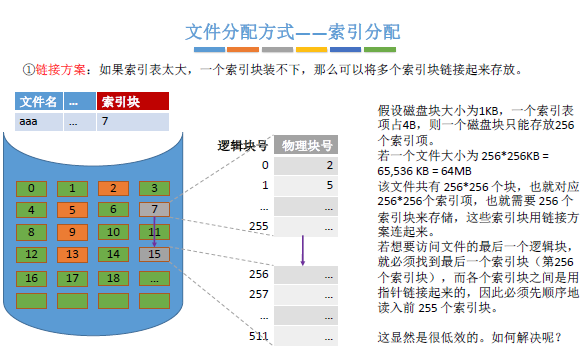 文件分配方式——索引分配
①链接方案：如果索引表太大，一个索引块装不下，那么可以将多个索引块链接起来存放。
文件名 ... 索引块
aaa ... 7
0 1 2 3
4 5 6 7
8 9 10 11
12 13 14 15
16 17 18 ...
逻辑块号 物理块号
0 2
1 5
... ...
255 ...
256 ...
257 ...
... ...
511 ...
假设磁盘块大小为1KB，一个索引表
项占4B，则一个磁盘块只能存放256
个索引项。
若一个文件大小为 256*256KB =
65,536 KB = 64MB
该文件共有 256*256 个块，也就对应
256*256个索引项，也就需要 256 个
索引块来存储，这些索引块用链接方
案连起来。
若想要访问文件的最后一个逻辑块，
就必须找到最后一个索引块（第256
个索引块），而各个索引块之间是用
指针链接起来的，因此必须先顺序地
读入前 255 个索引块。
这显然是很低效的。如何解决呢？